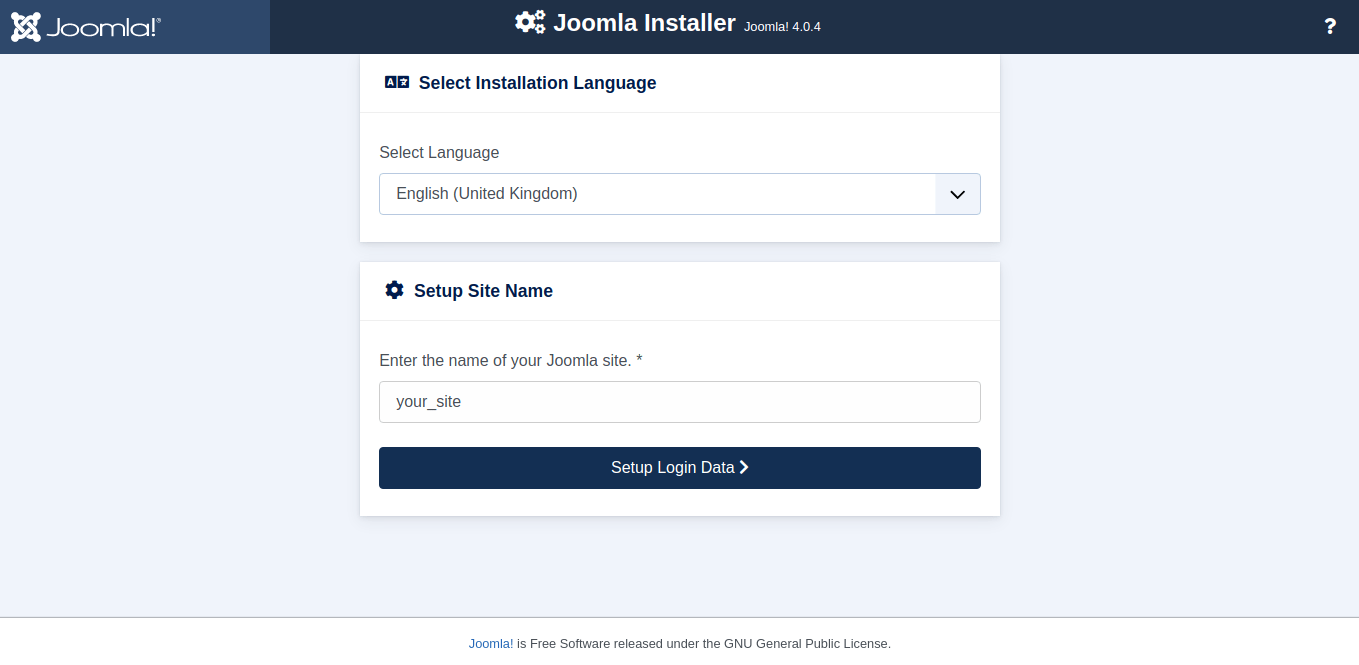 Joomla!®
Joomla Installer Joomla! 4.0.4
?
Select Installation Language
Select Language
English (United Kingdom)
Setup Site Name
Enter the name of your Joomla site. *
your_site
Setup Login Data
Joomla! is Free Software released under the GNU General Public License.